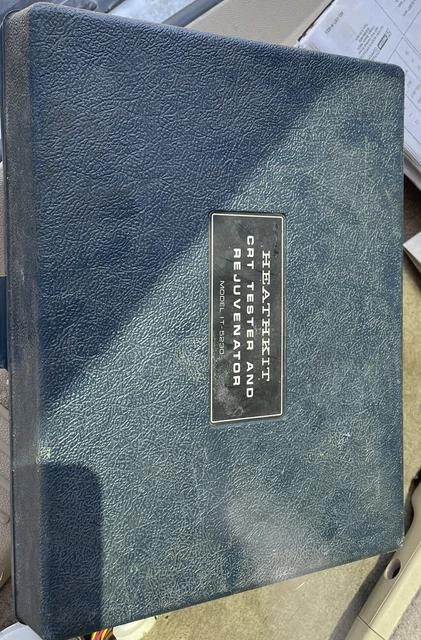 HEATHKIT
CRT TESTER AND
REJUVENATOR
MODEL IT-5230